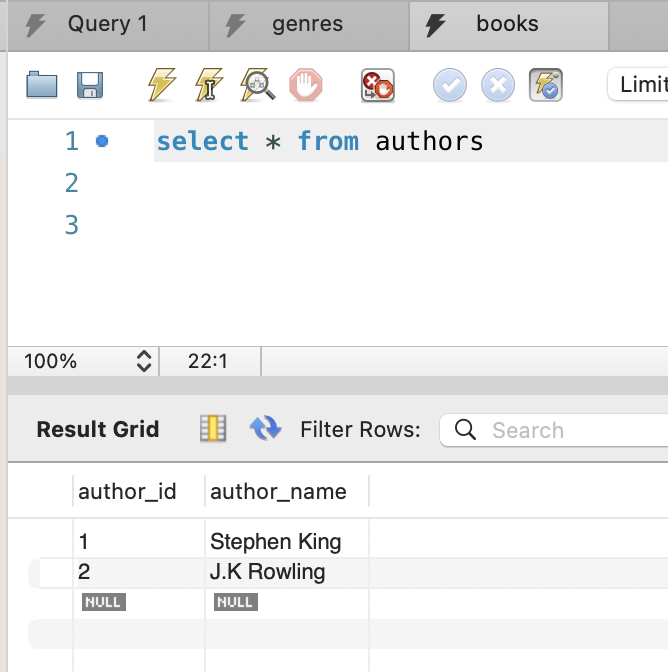 Query 1 genres books
Limit
1 select * from authors
2
3
100% 22:1
Result Grid Filter Rows: Search
author_id author_name
1 Stephen King
2 J.K Rowling
NULL NULL